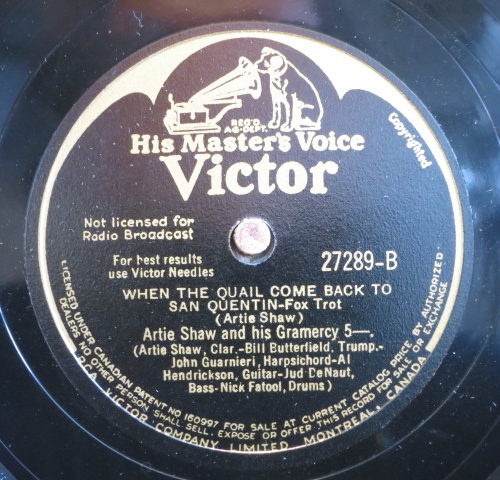 REG'D.
AG-DEPT.
His Master's Voice
Victor
Copyrighted
Not licensed for
Radio Broadcast
For best results
use Victor Needles
27289-B
WHEN THE QUAIL COME BACK TO
SAN QUENTIN-Fox Trot
(Artie Shaw)
Artie Shaw and his Gramercy 5—.
(Artie Shaw, Clar.-Bill Butterfield, Trump.-
John Guarnieri, Harpsichord-Al
Hendrickson, Guitar-Jud DeNaut,
Bass-Nick Fatool, Drums)
LICENSED UNDER CANADIAN PATENT NO 160997 FOR SALE AT CURRENT CATALOG PRICE BY AUTHORIZED
DEALERS. NO OTHER PERSON SHALL SELL, EXPOSE OR OFFER THIS RECORD FOR SALE OR EXCHANGE
RCA VICTOR COMPANY LIMITED MONTREAL, CANADA